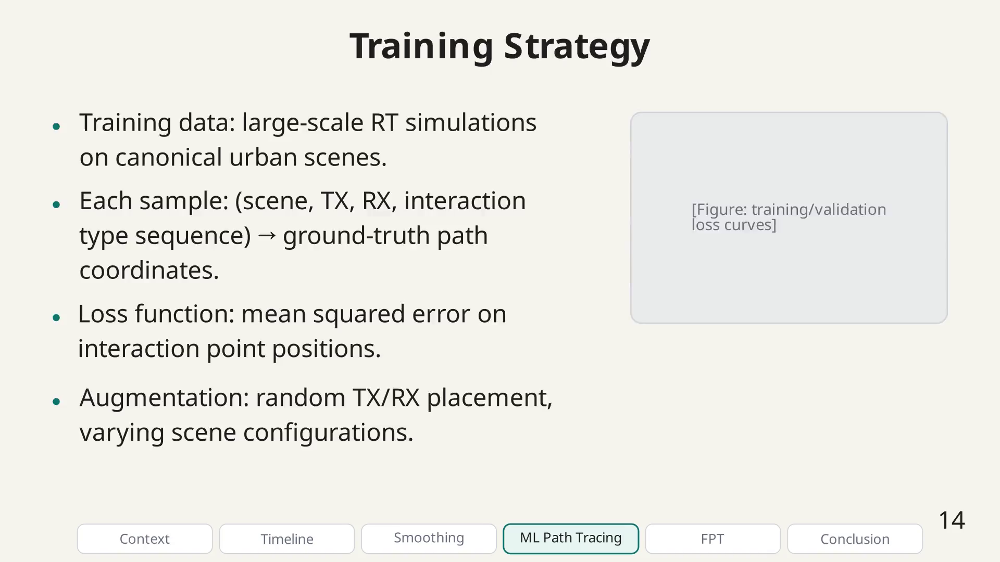 Training Strategy
• Training data: large-scale RT simulations
on canonical urban scenes.
• Each sample: (scene, TX, RX, interaction
type sequence) → ground-truth path
coordinates.
• Loss function: mean squared error on
interaction point positions.
• Augmentation: random TX/RX placement,
varying scene configurations.
[Figure: training/validation
loss curves]
Context
Timeline
Smoothing
ML Path Tracing
FPT
Conclusion
14